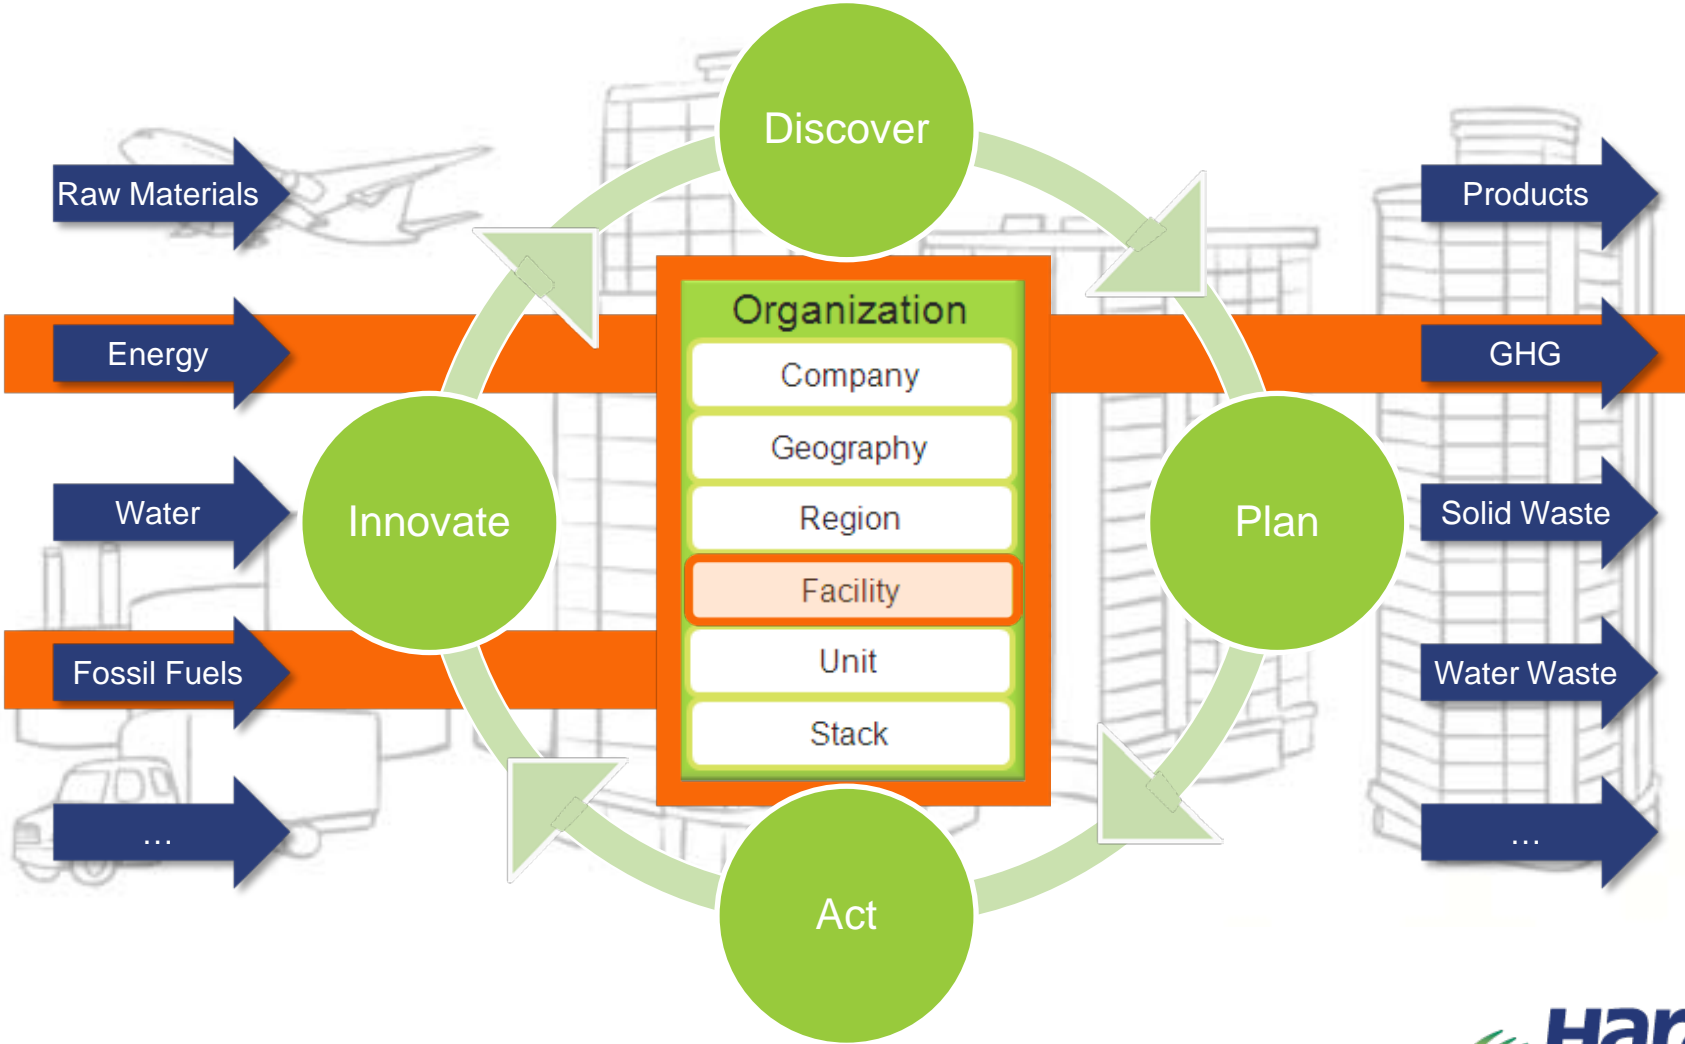 Discover
Raw Materials
Products
Organization
Energy
GHG
Company
Geography
Water
Innovate
Region
Plan
Solid Waste
Facility
Fossil Fuels
Unit
Water Waste
Stack
…
…
Act